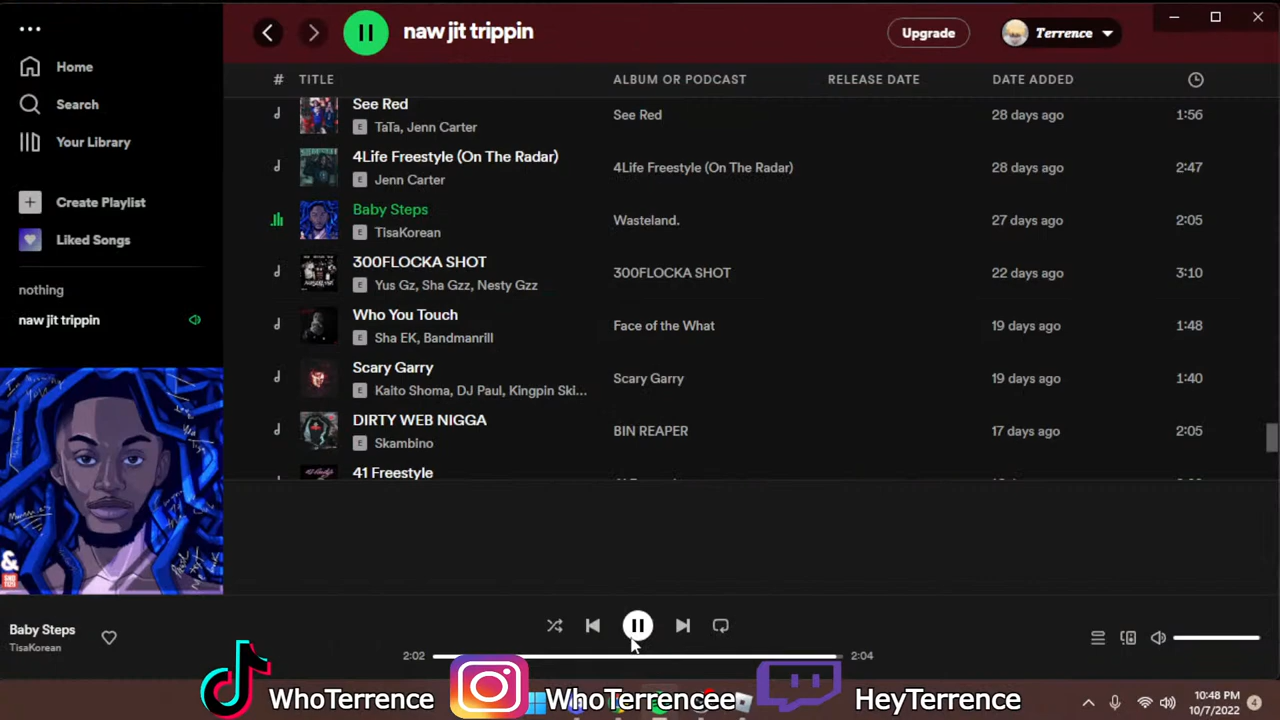 naw jit trippin
Upgrade
Terrence
Home
Search
Your Library
Create Playlist
Liked Songs
nothing
naw jit trippin
# TITLE ALBUM OR PODCAST RELEASE DATE DATE ADDED
See Red
E TaTa, Jenn Carter
See Red
28 days ago
1:56
4Life Freestyle (On The Radar)
E Jenn Carter
4Life Freestyle (On The Radar)
28 days ago
2:47
Baby Steps
E TisaKorean
Wasteland.
27 days ago
2:05
300FLOCKA SHOT
E Yus Gz, Sha Gzz, Nesty Gzz
300FLOCKA SHOT
22 days ago
3:10
Who You Touch
E Sha EK, Bandmanrill
Face of the What
19 days ago
1:48
Scary Garry
E Kaito Shoma, DJ Paul, Kingpin Ski...
Scary Garry
19 days ago
1:40
DIRTY WEB NIGGA
E Skambino
BIN REAPER
17 days ago
2:05
41 Freestyle
Baby Steps
TisaKorean
2:02
2:04
WhoTerrence
WhoTerrencee
HeyTerrence
10:48 PM
10/7/2022
4